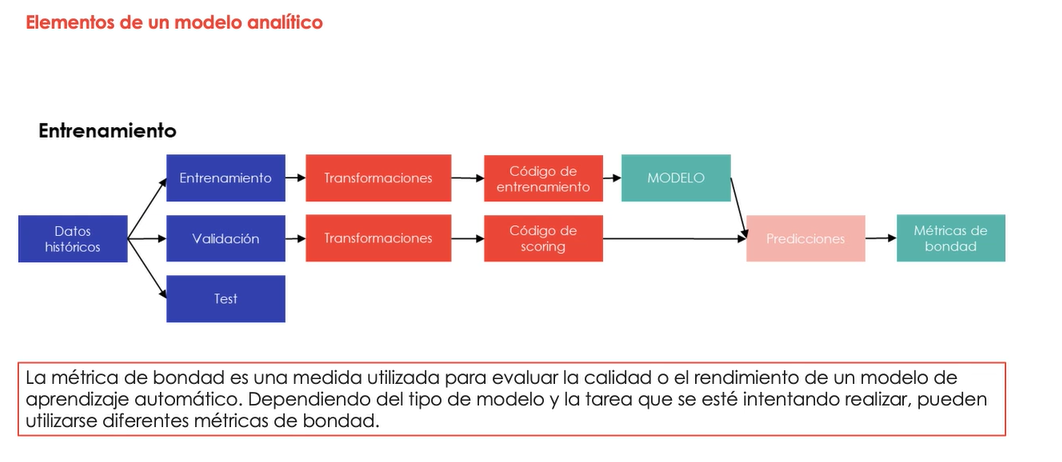 Elementos de un modelo analítico
Entrenamiento
Entrenamiento
Transformaciones
Código de
entrenamiento
MODELO
Datos
históricos
Validación
Transformaciones
Código de
scoring
Predicciones
Métricas de
bondad
Test
La métrica de bondad es una medida utilizada para evaluar la calidad o el rendimiento de un modelo de
aprendizaje automático. Dependiendo del tipo de modelo y la tarea que se esté intentando realizar, pueden
utilizarse diferentes métricas de bondad.